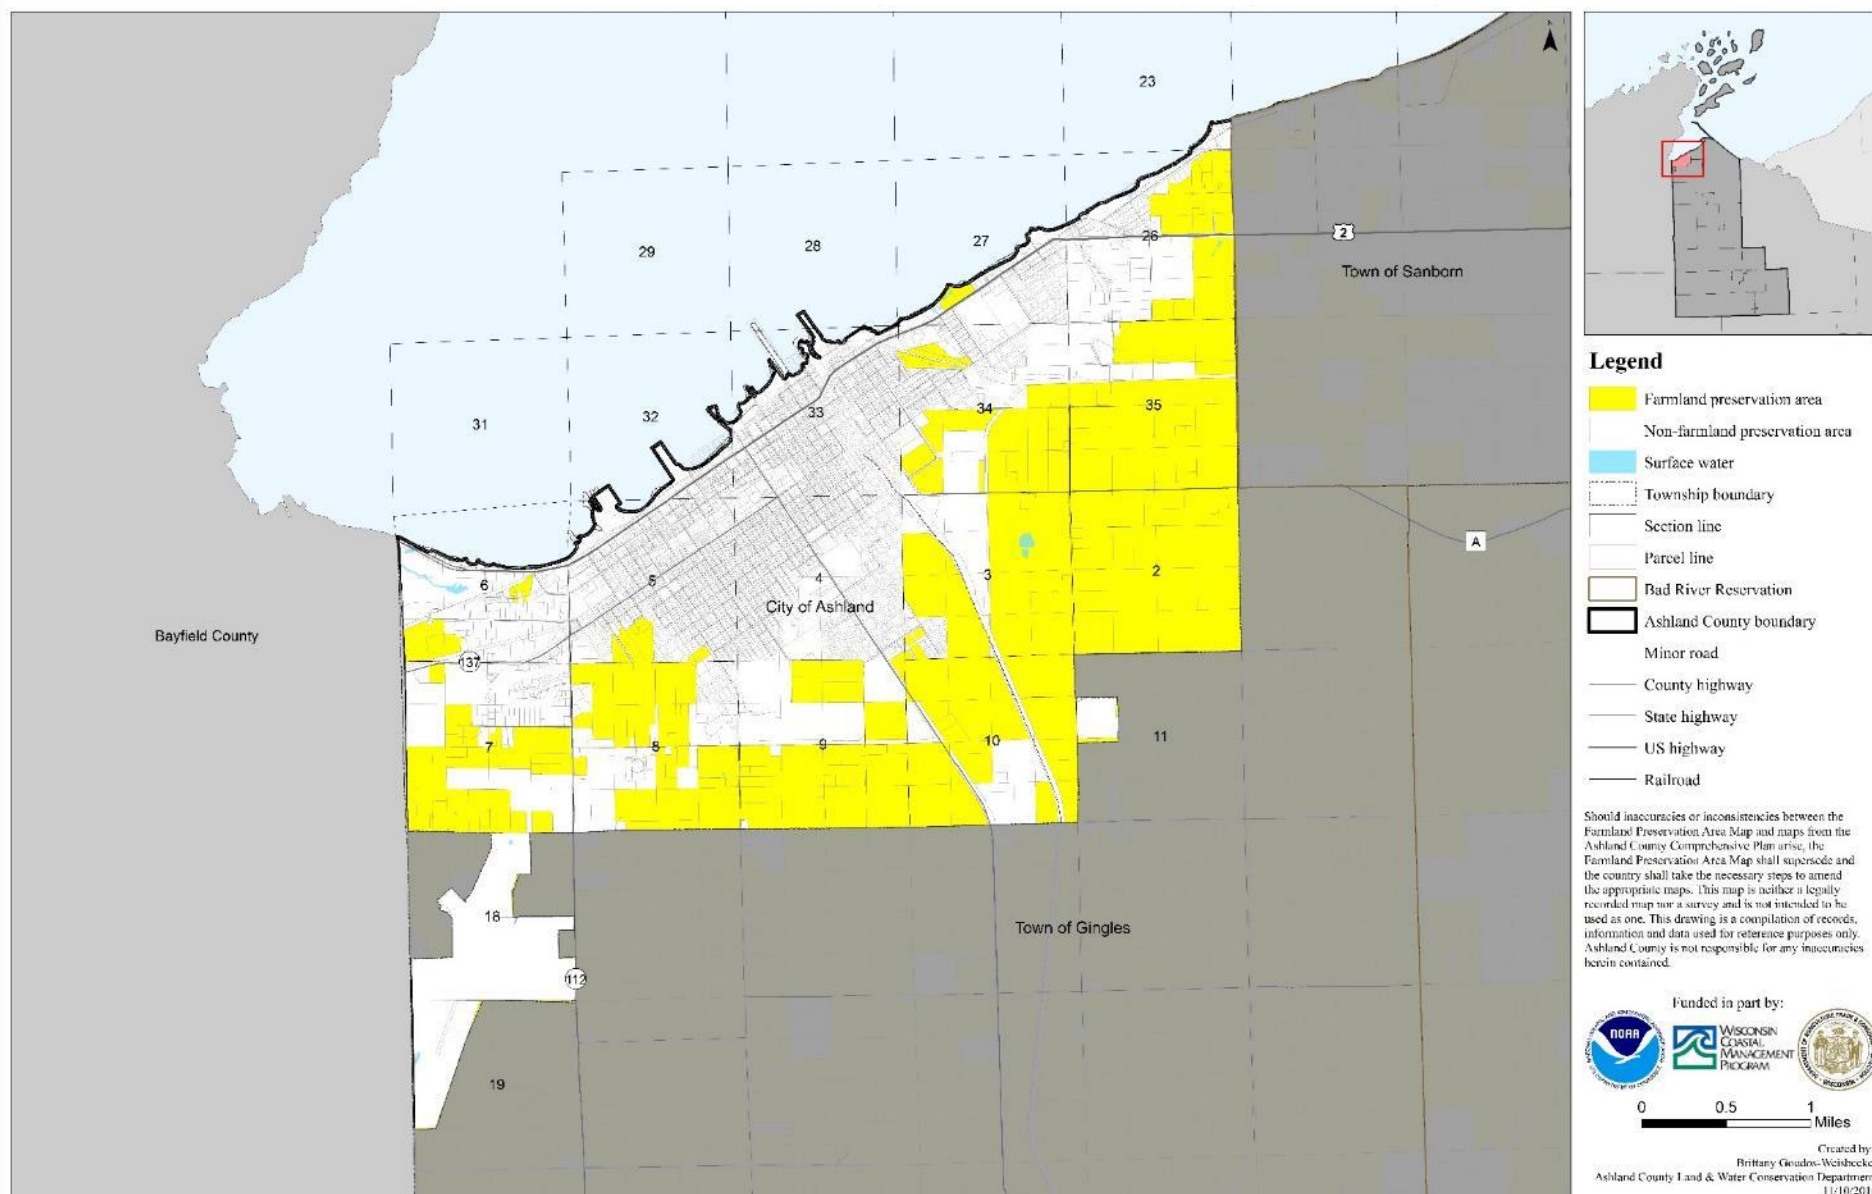 23
29
28
27
26
2
Town of Sanborn
31
32
33
34
35
A
6
5
4
3
2
City of Ashland
Bayfield County
137
7
8
9
10
11
18
112
Town of Gingles
19
Legend
Farmland preservation area
Non-farmland preservation area
Surface water
Township boundary
Section line
Parcel line
Bad River Reservation
Ashland County boundary
Minor road
County highway
State highway
US highway
Railroad
Should inaccuracies or inconsistencies between the
Farmland Preservation Area Map and maps from the
Ashland County Comprehensive Plan arise, the
Farmland Preservation Area Map shall supersede and
the country shall take the necessary steps to amend
the appropriate maps. This map is neither a legally
recorded map nor a survey and is not intended to be
used as one. This drawing is a compilation of records,
information and data used for reference purposes only.
Ashland County is not responsible for any inaccuracies
herein contained.
Funded in part by:
NOAA
WISCONSIN
COASTAL
MANAGEMENT
PROGRAM
0 0.5 1
Miles
Created by
Brittany
Ashland County Land & Water Conservation Departmen
11/10/201